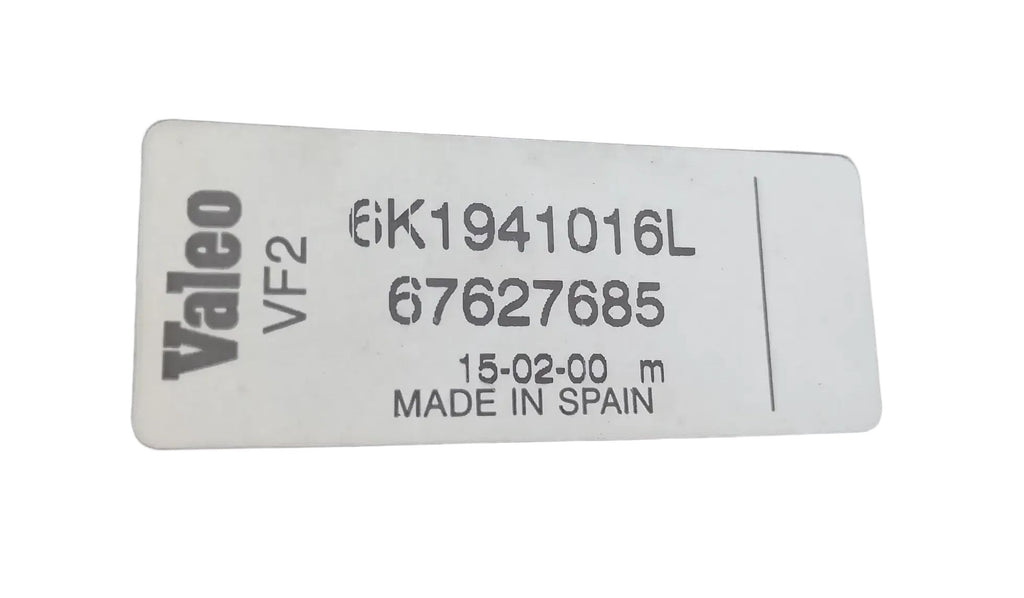 Valeo
VF2
6K1941016L
67627685
15-02-00 m
MADE IN SPAIN